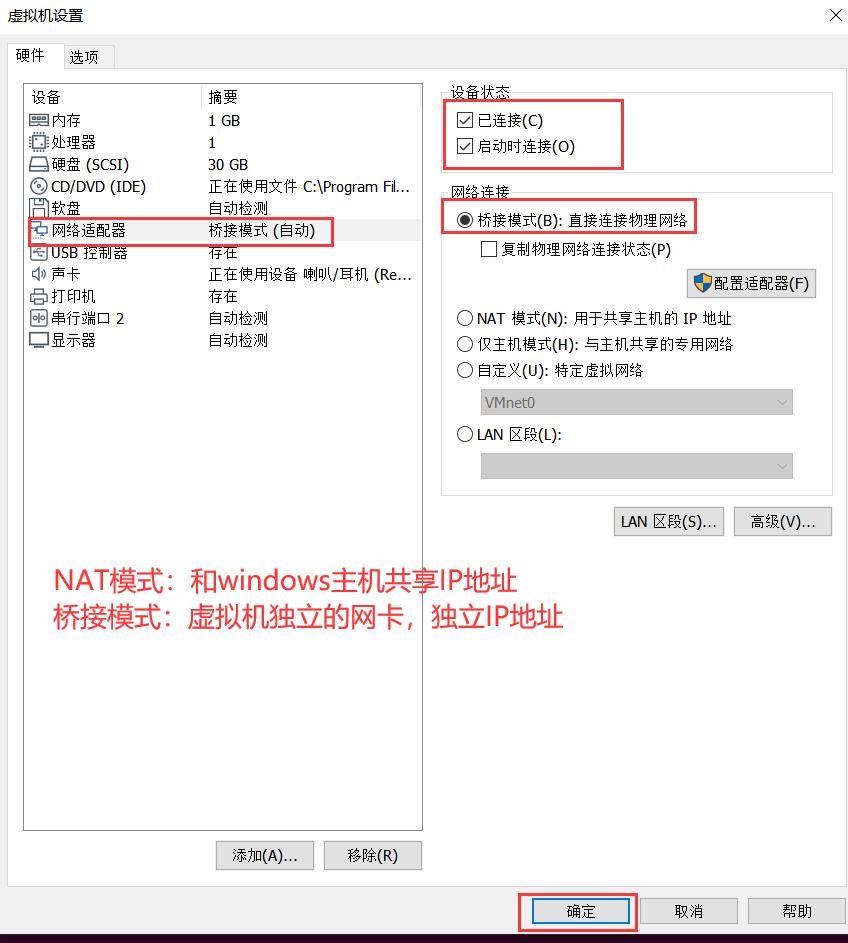 虚拟机设置
硬件 选项
设备 摘要
内存 1 GB
处理器 1
硬盘 (SCSI) 30 GB
CD/DVD (IDE) 正在使用文件 C:\Program Fil...
软盘 自动检测
网络适配器 桥接模式 (自动)
USB 控制器 存在
声卡 正在使用设备 喇叭/耳机 (Re...
打印机 存在
串行端口 2 自动检测
显示器 自动检测
添加(A)... 移除(R)
设备状态
已连接(C)
启动时连接(O)
网络连接
桥接模式(B): 直接连接物理网络
复制物理网络连接状态(P)
配置适配器(F)
NAT 模式(N): 用于共享主机的 IP 地址
仅主机模式(H): 与主机共享的专用网络
自定义(U): 特定虚拟网络
VMnet0
LAN 区段(L):
LAN 区段(S)... 高级(V)...
NAT模式：和windows主机共享IP地址
桥接模式：虚拟机独立的网卡，独立IP地址
确定 取消 帮助